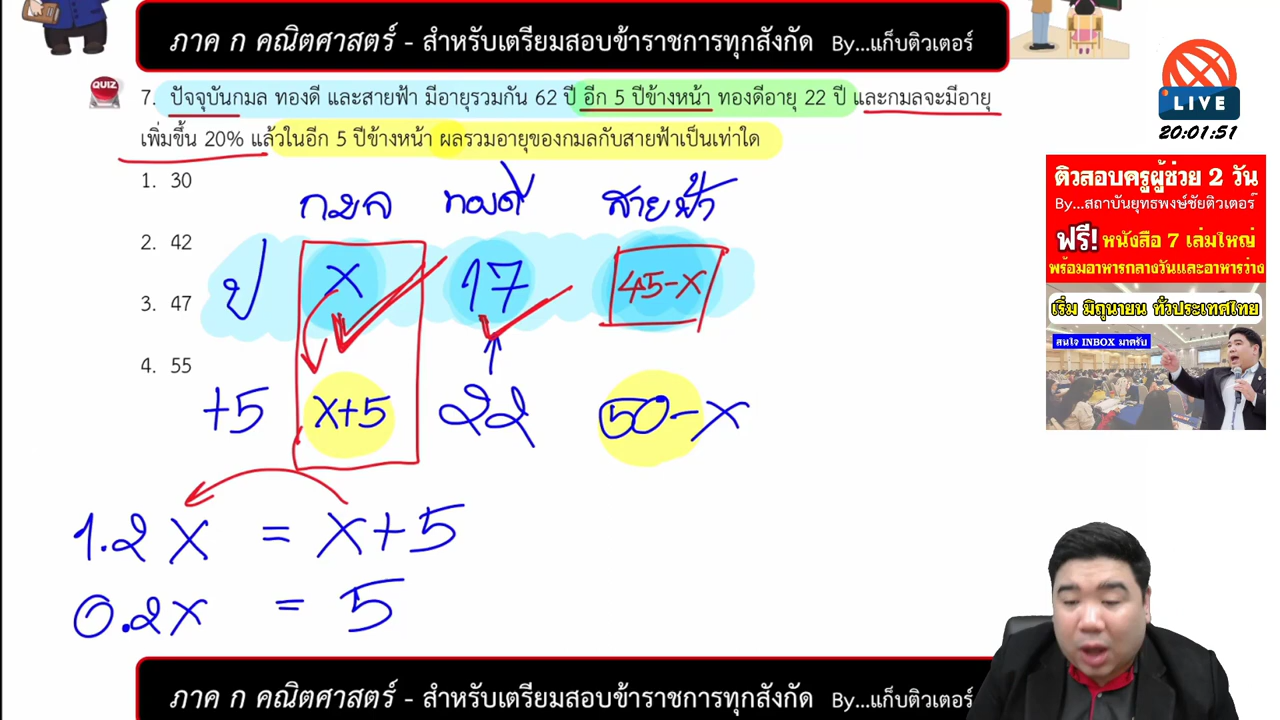 ภาค ก คณิตศาสตร์ - สำหรับเตรียมสอบข้าราชการทุกสังกัด By...แก็บติวเตอร์
QUIZ
7. ปัจจุบันกมล ทองดี และสายฟ้า มีอายุรวมกัน 62 ปี อีก 5 ปีข้างหน้า ทองดีอายุ 22 ปี และกมลจะมีอายุ
เพิ่มขึ้น 20% แล้วในอีก 5 ปีข้างหน้า ผลรวมอายุของกมลกับสายฟ้าเป็นเท่าใด
1. 30
2. 42
3. 47
4. 55
กมล ทองดี สายฟ้า
ป x 17 45-x
+5 x+5 22 50-x
1.2x = x+5
0.2x = 5
LIVE
20:01:51
ติวสอบครูผู้ช่วย 2 วัน
By...สถาบันยุทธพงษ์ชัยติวเตอร์
ฟรี! หนังสือ 7 เล่มใหญ่
พร้อมอาหารกลางวันและอาหารว่าง
เริ่ม มิถุนายน ทั่วประเทศไทย
สนใจ INBOX มาครับ
ภาค ก คณิตศาสตร์ - สำหรับเตรียมสอบข้าราชการทุกสังกัด By...แก็บติวเตอร์